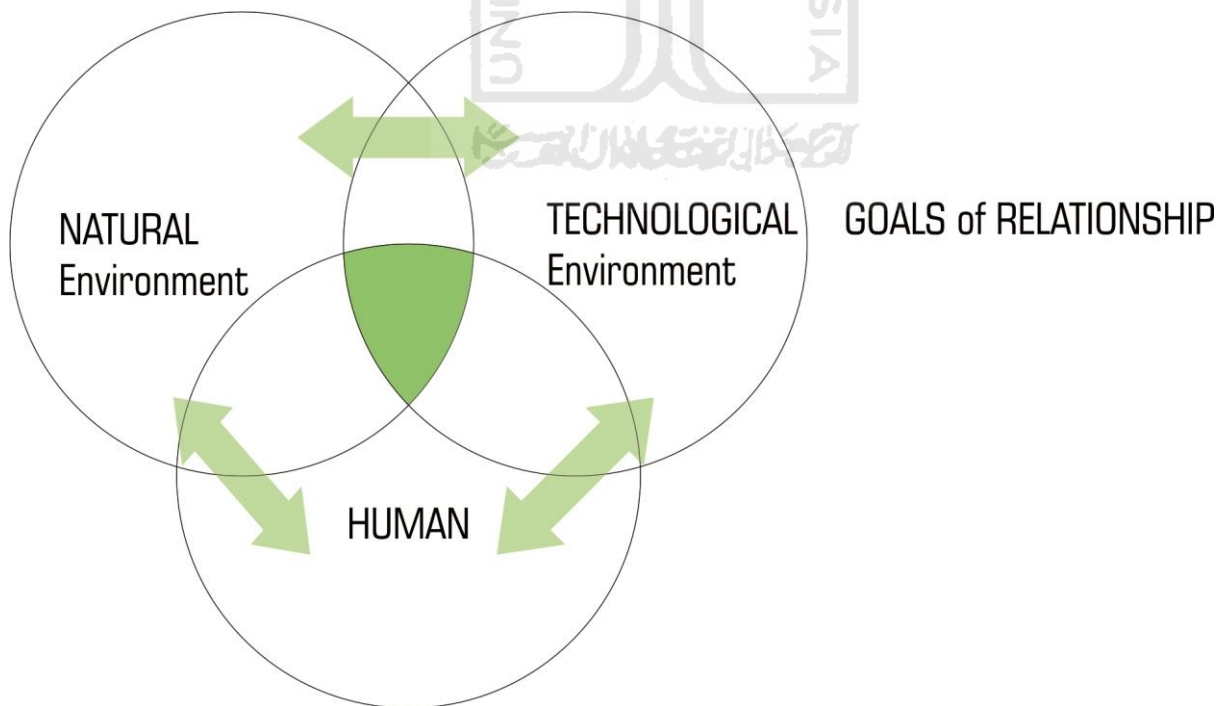 NATURAL
Environment
TECHNOLOGICAL
Environment
GOALS of RELATIONSHIP
HUMAN